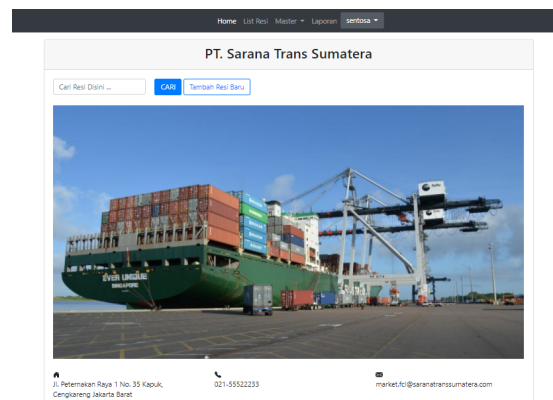 Home List Resi Master Laporan sentosa
PT. Sarana Trans Sumatera
Cari Resi Disini ... CARI Tambah Resi Baru
EVER UNIQUE
SINGAPORE
Jl. Peternakan Raya 1 No. 35 Kapuk, 021-55522233 market.fci@saranatranssumatera.com
Cengkareng Jakarta Barat